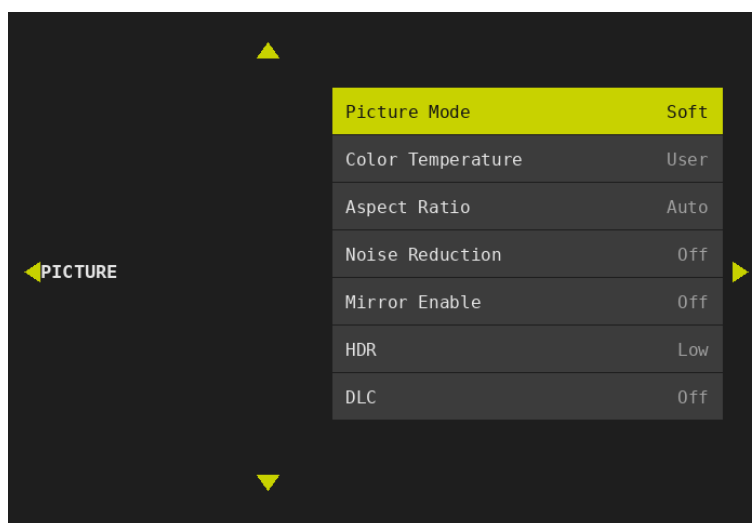 PICTURE
Picture Mode Soft
Color Temperature User
Aspect Ratio Auto
Noise Reduction Off
Mirror Enable Off
HDR Low
DLC Off